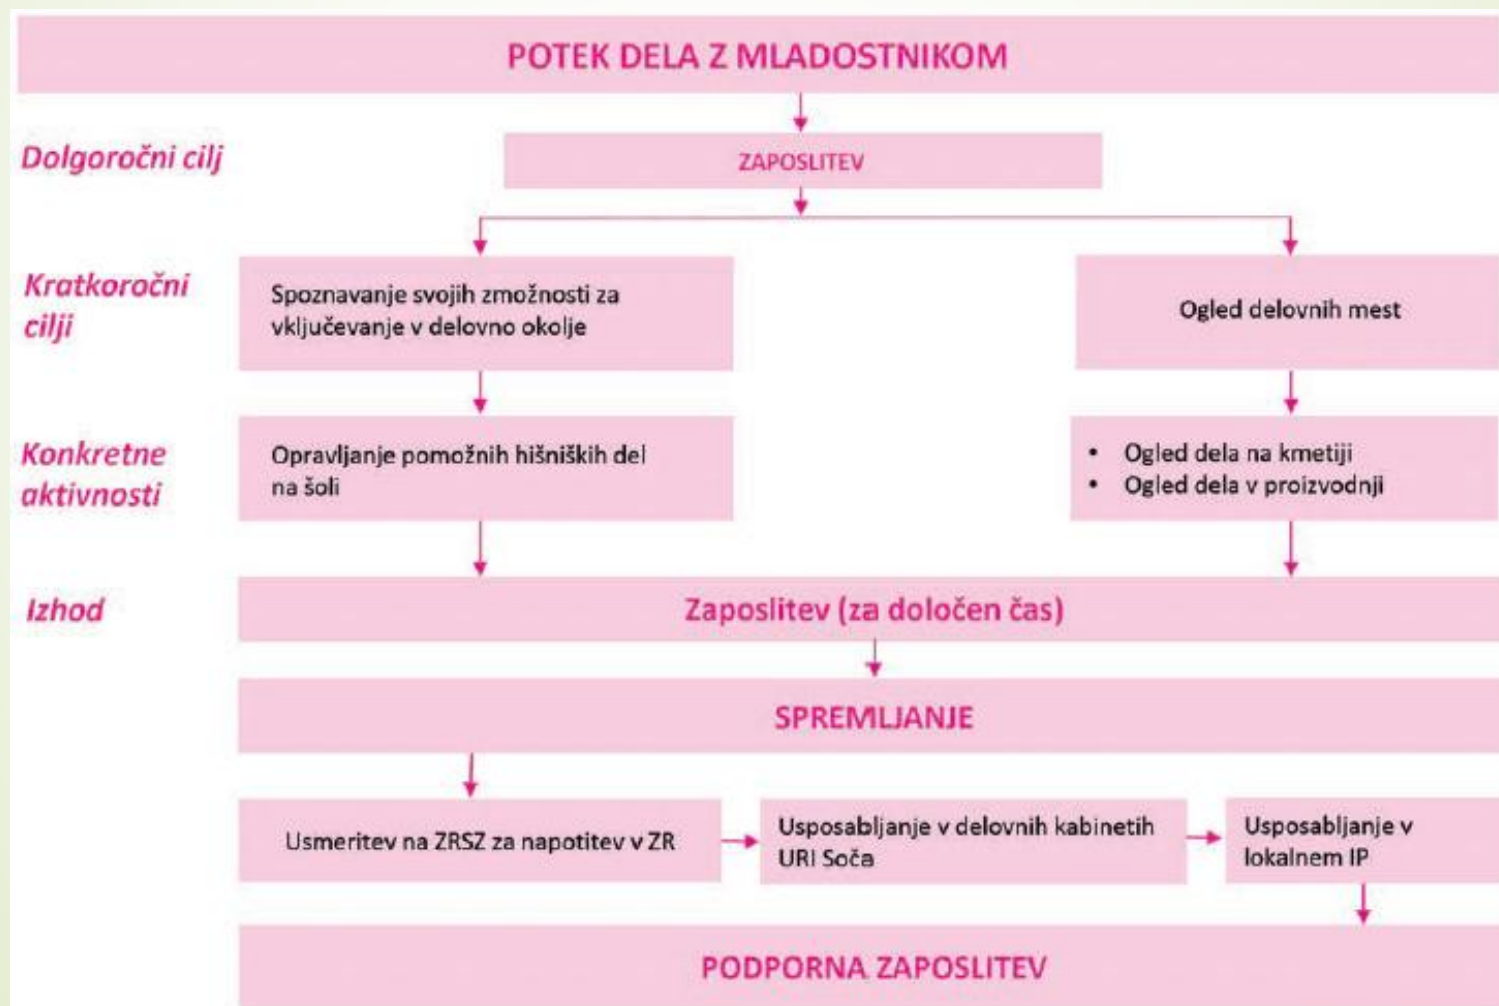 POTEK DELA Z MLADOSTNIKOM
Dolgoročni cilj
ZAPOSLITEV
Kratkoročni
cilji
Spoznavanje svojih zmožnosti za
vključevanje v delovno okolje
Ogled delovnih mest
Konkretne
aktivnosti
Opravljanje pomožnih hišniških del
na šoli
• Ogled dela na kmetiji
• Ogled dela v proizvodnji
Izhod
Zaposlitev (za določen čas)
SPREMLJANJE
Usmeritev na ZRSZ za napotitev v ZR
Usposabljanje v delovnih kabinetih
URI Soča
Usposabljanje v
lokalnem IP
PODPORNA ZAPOSLITEV